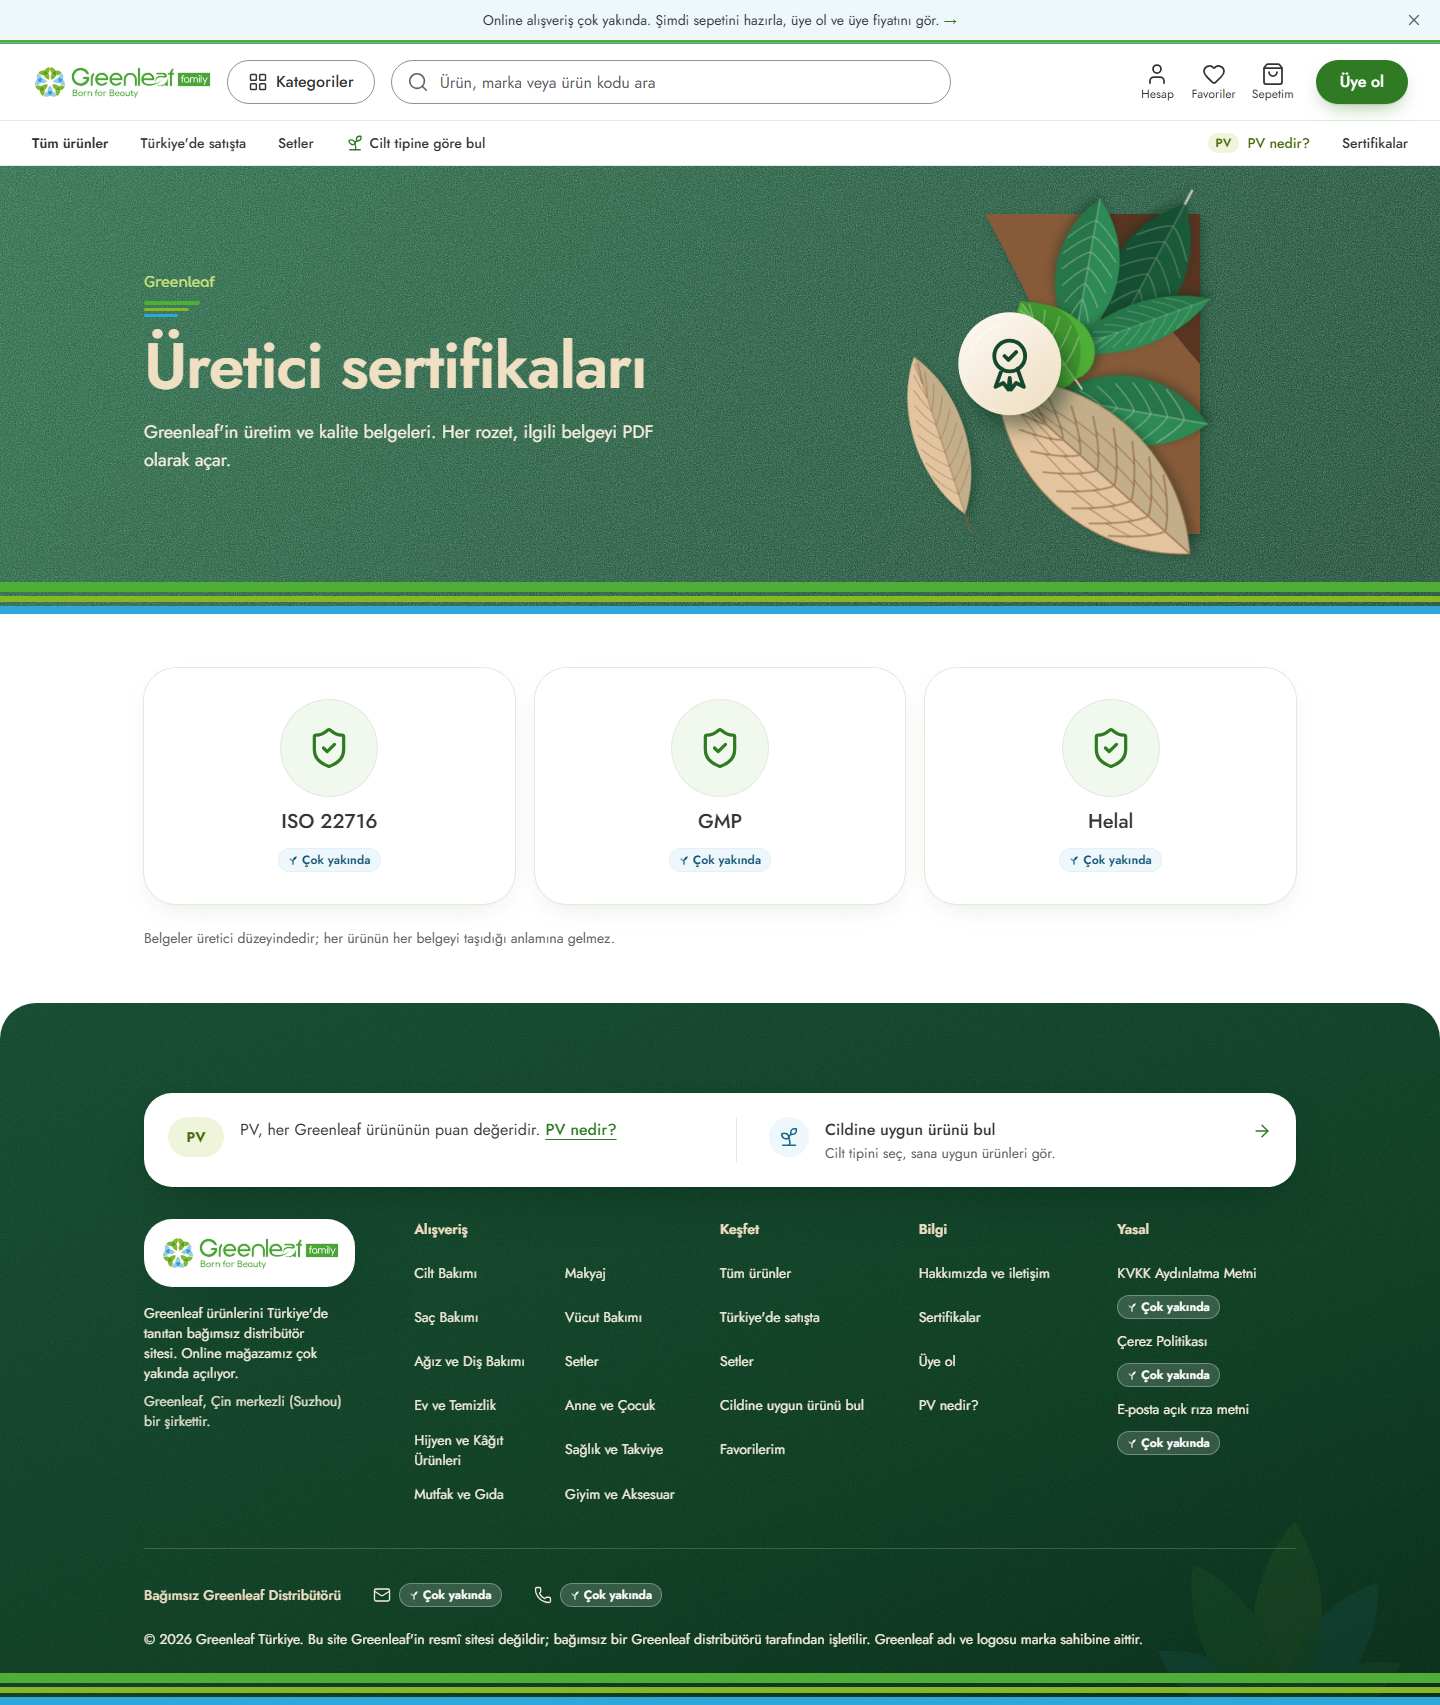 Online alışveriş çok yakında. Şimdi sepetini hazırla, üye ol ve üye fiyatını gör. →
Greenleaf family
Born for Beauty
Kategoriler
Ürün, marka veya ürün kodu ara
Hesap
Favoriler
Sepetim
Üye ol
Tüm ürünler
Türkiye'de satışta
Setler
Cilt tipine göre bul
PV
PV nedir?
Sertifikalar
Greenleaf
Üretici sertifikaları
Greenleaf'in üretim ve kalite belgeleri. Her rozet, ilgili belgeyi PDF
olarak açar.
ISO 22716
Çok yakında
GMP
Çok yakında
Helal
Çok yakında
Belgeler üretici düzeyindedir; her ürünün her belgeyi taşıdığı anlamına gelmez.
PV
PV, her Greenleaf ürününün puan değeridir. PV nedir?
Cildine uygun ürünü bul
Cilt tipini seç, sana uygun ürünleri gör.
Greenleaf family
Born for Beauty
Greenleaf ürünlerini Türkiye'de
tanıtan bağımsız distribütör
sitesi. Online mağazamız çok
yakında açılıyor.
Greenleaf, Çin merkezli (Suzhou)
bir şirkettir.
Alışveriş
Cilt Bakımı
Makyaj
Saç Bakımı
Vücut Bakımı
Ağız ve Diş Bakımı
Setler
Ev ve Temizlik
Anne ve Çocuk
Hijyen ve Kâğıt
Ürünleri
Sağlık ve Takviye
Mutfak ve Gıda
Giyim ve Aksesuar
Keşfet
Tüm ürünler
Türkiye'de satışta
Setler
Cildine uygun ürünü bul
Favorilerim
Bilgi
Hakkımızda ve iletişim
Sertifikalar
Üye ol
PV nedir?
Yasal
KVKK Aydınlatma Metni
Çok yakında
Çerez Politikası
Çok yakında
E-posta açık rıza metni
Çok yakında
Bağımsız Greenleaf Distribütörü
Çok yakında
Çok yakında
© 2026 Greenleaf Türkiye. Bu site Greenleaf'in resmî sitesi değildir; bağımsız bir Greenleaf distribütörü tarafından işletilir. Greenleaf adı ve logosu marka sahibine aittir.